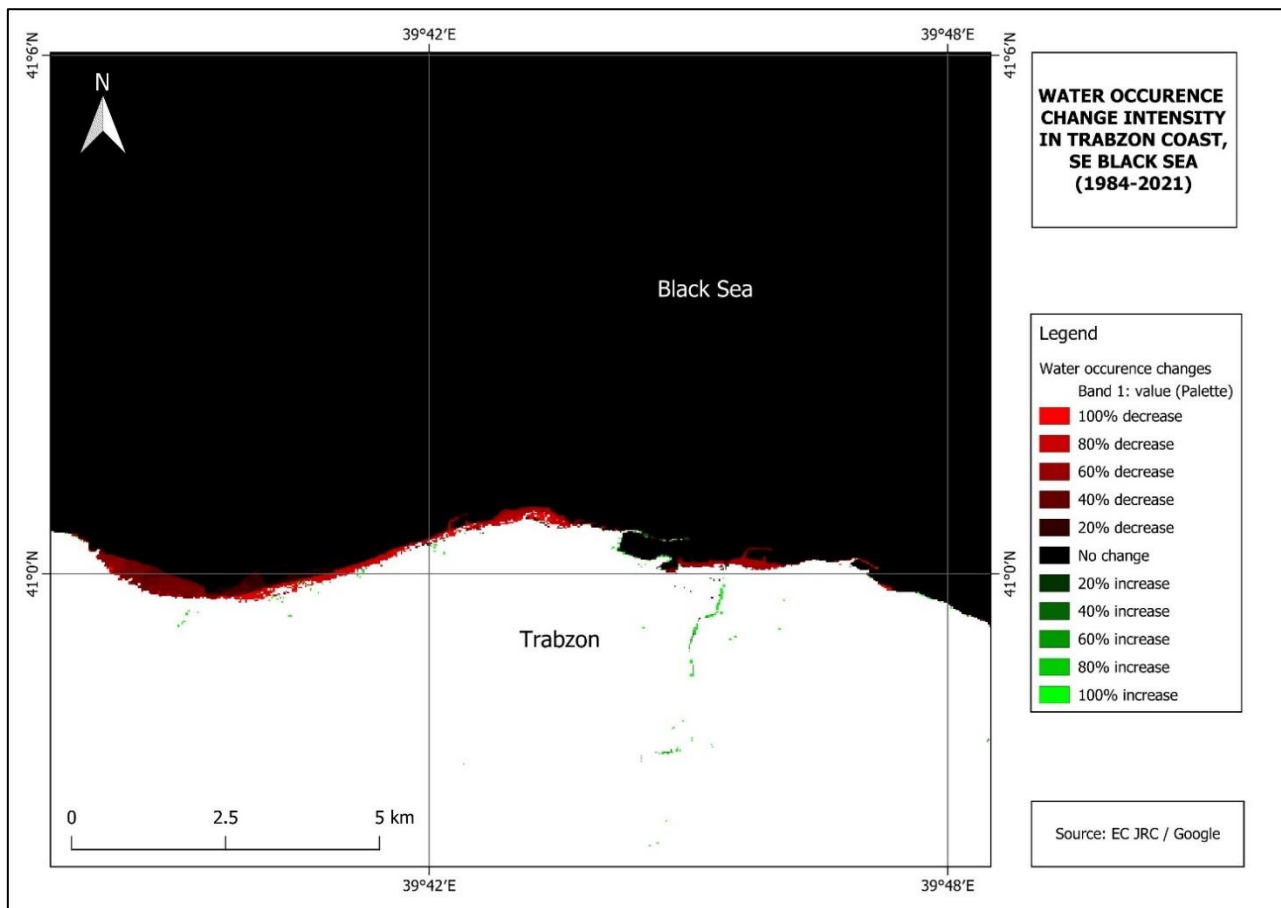 39°42'E
39°48'E
41°6'N
41°6'N
N
WATER OCCURENCE
CHANGE INTENSITY
IN TRABZON COAST,
SE BLACK SEA
(1984-2021)
Black Sea
Legend
Water occurence changes
Band 1: value (Palette)
100% decrease
80% decrease
60% decrease
40% decrease
20% decrease
No change
20% increase
40% increase
60% increase
80% increase
100% increase
41°0'N
41°0'N
Trabzon
0 2.5 5 km
Source: EC JRC / Google
39°42'E
39°48'E